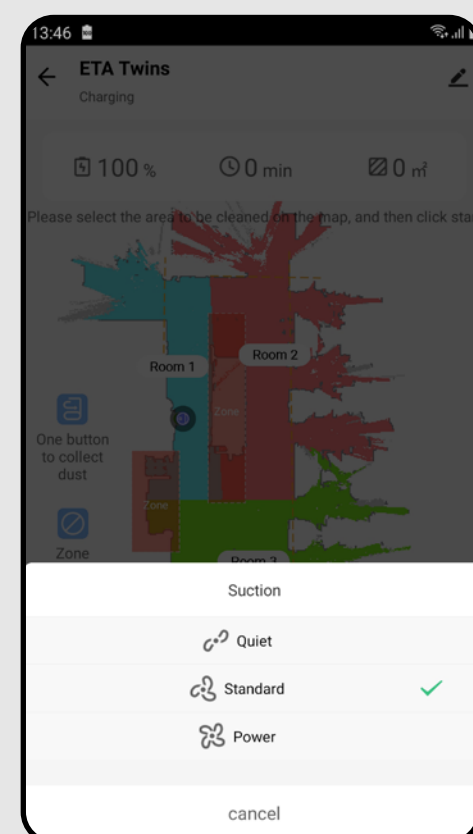 13:46
ETA Twins
Charging
100 %
0 min
0 ㎡
Please select the area to be cleaned on the map, and then click sta
Room 1
Room 2
Zone
One button
to collect
dust
Zone
Zone
Room 3
Suction
Quiet
Standard
Power
cancel